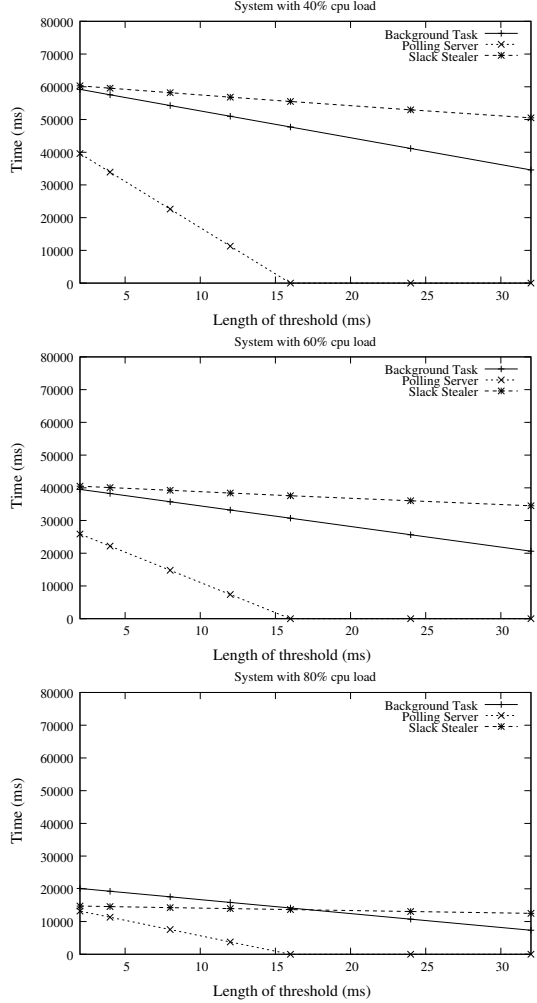 System with 40% cpu load
80000
70000
60000
50000
40000
30000
20000
10000
0
Time (ms)
Background Task
Polling Server
Slack Stealer
5 10 15 20 25 30
Length of threshold (ms)
System with 60% cpu load
80000
70000
60000
50000
40000
30000
20000
10000
0
Time (ms)
Background Task
Polling Server
Slack Stealer
5 10 15 20 25 30
Length of threshold (ms)
System with 80% cpu load
80000
70000
60000
50000
40000
30000
20000
10000
0
Time (ms)
Background Task
Polling Server
Slack Stealer
5 10 15 20 25 30
Length of threshold (ms)